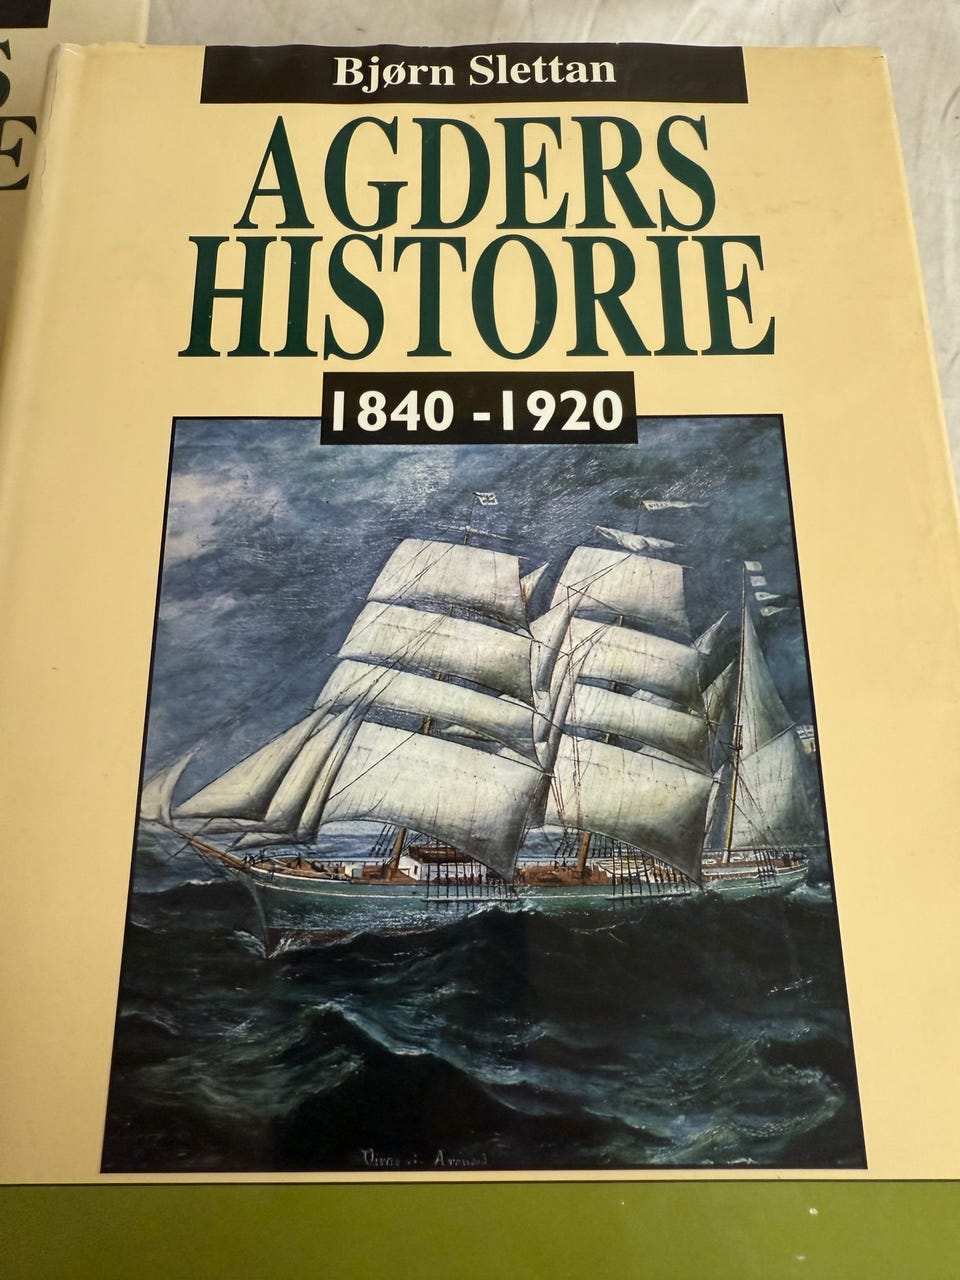 Bjørn Slettan
AGDERS
HISTORIE
1840 - 1920
S
E